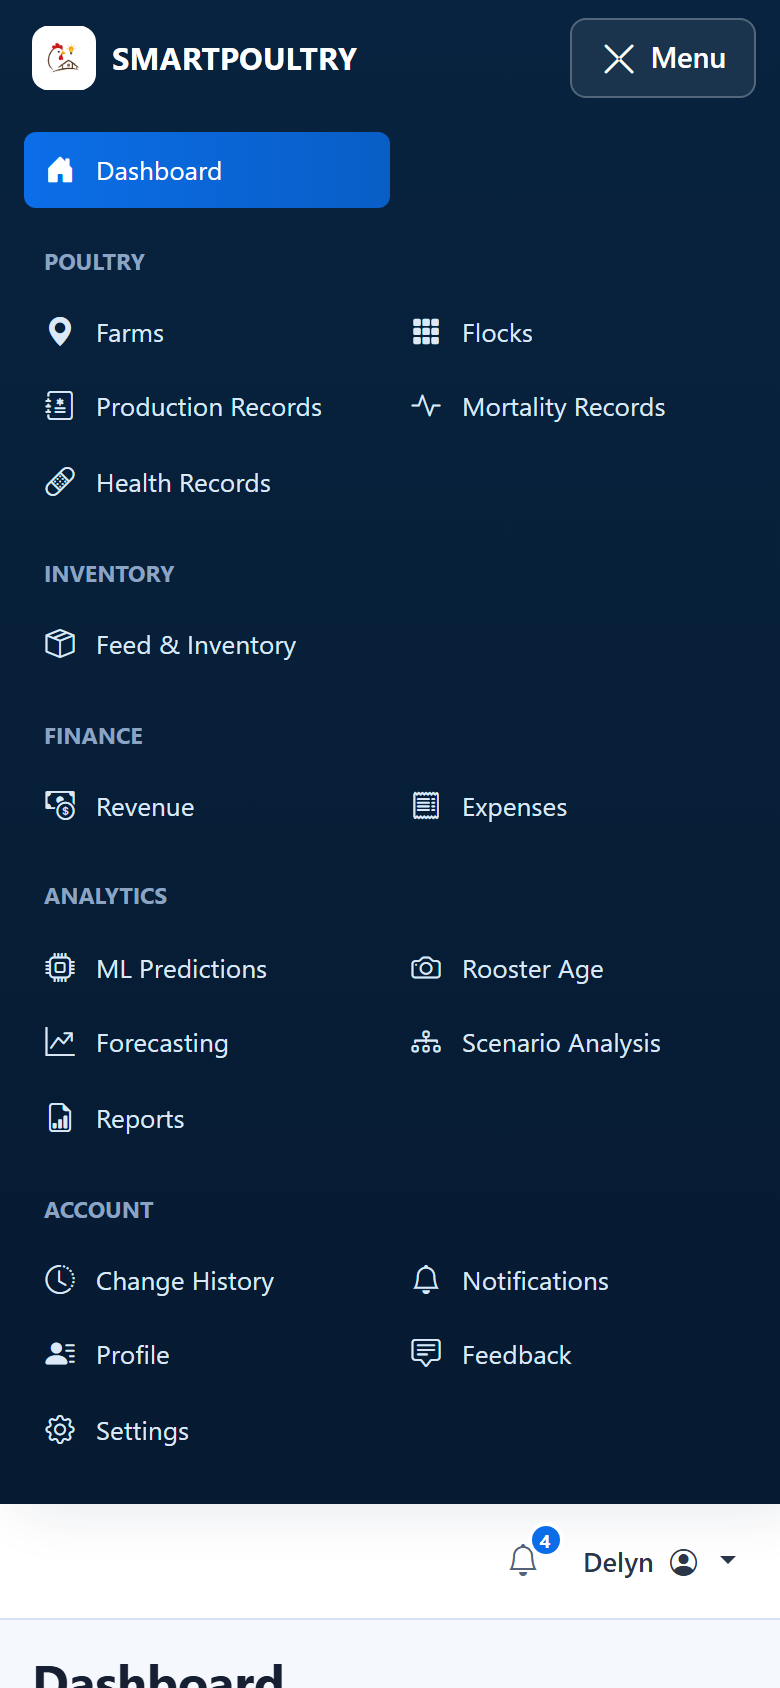 SMARTPOULTRY
Menu
Dashboard
POULTRY
Farms
Flocks
Production Records
Mortality Records
Health Records
INVENTORY
Feed & Inventory
FINANCE
Revenue
Expenses
ANALYTICS
ML Predictions
Rooster Age
Forecasting
Scenario Analysis
Reports
ACCOUNT
Change History
Notifications
Profile
Feedback
Settings
4
Delyn
Dashboard